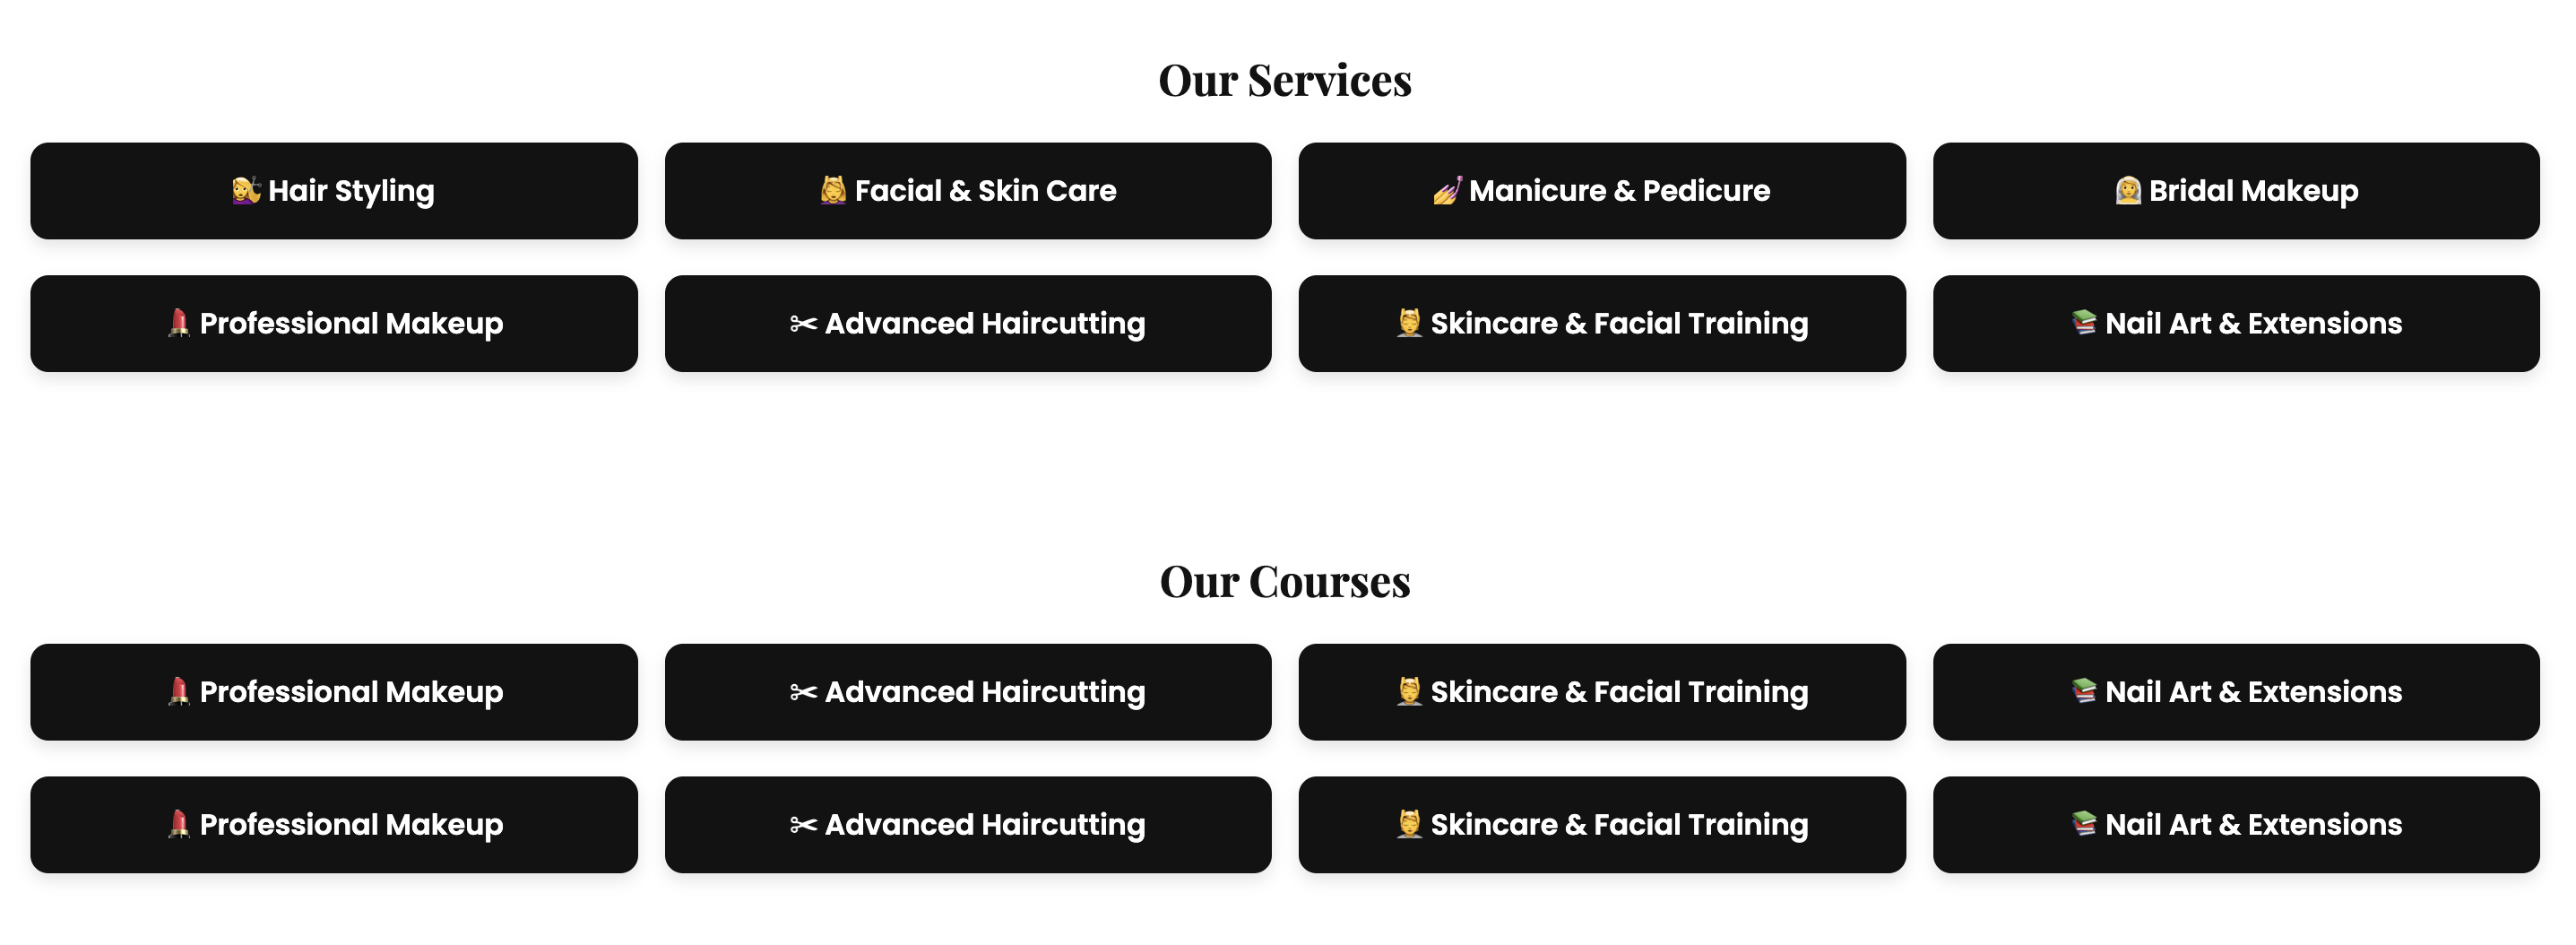 Our Services
💇‍♀️ Hair Styling
💆‍♀️ Facial & Skin Care
💅 Manicure & Pedicure
👰 Bridal Makeup
💄 Professional Makeup
✂ Advanced Haircutting
💆 Skincare & Facial Training
📚 Nail Art & Extensions
Our Courses
💄 Professional Makeup
✂ Advanced Haircutting
💆 Skincare & Facial Training
📚 Nail Art & Extensions
💄 Professional Makeup
✂ Advanced Haircutting
💆 Skincare & Facial Training
📚 Nail Art & Extensions